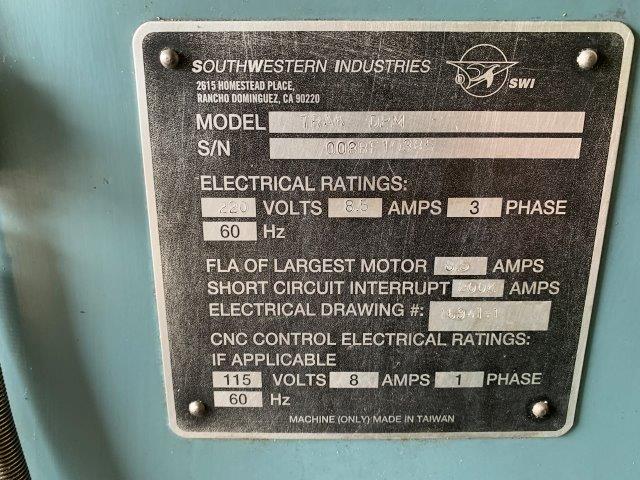 SOUTHWESTERN INDUSTRIES
SWI
2615 HOMESTEAD PLACE,
RANCHO DOMINGUEZ, CA 90220
MODEL TRAK DPM
S/N
ELECTRICAL RATINGS:
220 VOLTS 8.5 AMPS 3 PHASE
60 Hz
FLA OF LARGEST MOTOR AMPS
SHORT CIRCUIT INTERRUPT AMPS
ELECTRICAL DRAWING #:
CNC CONTROL ELECTRICAL RATINGS:
IF APPLICABLE
115 VOLTS 8 AMPS 1 PHASE
60 Hz
MACHINE (ONLY) MADE IN TAIWAN